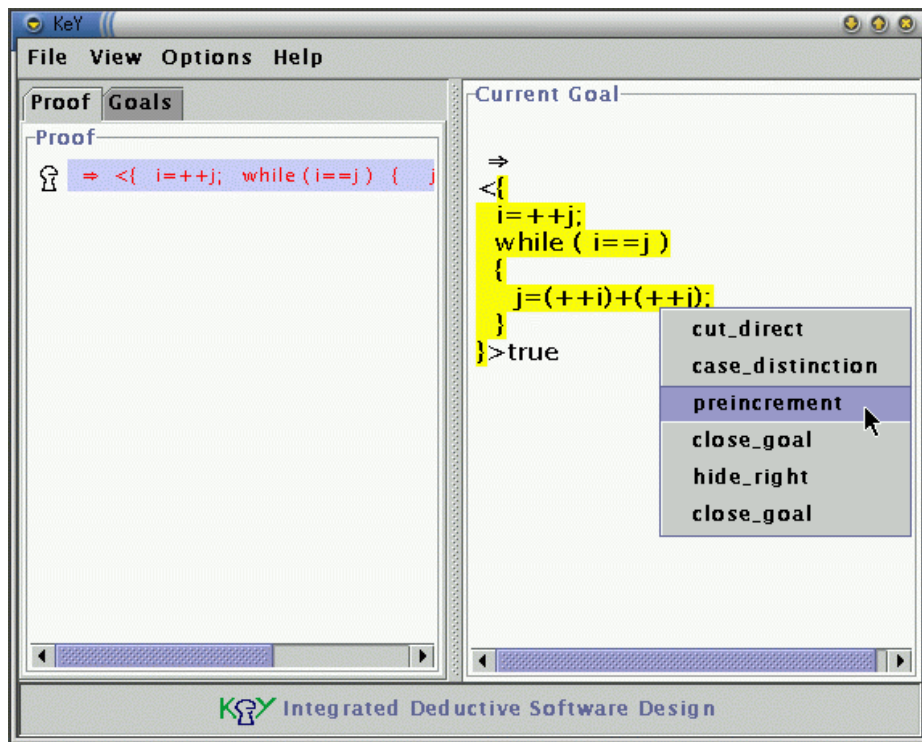 KeY
File View Options Help
Proof Goals
Proof
⇒ <{ i=++j; while(i==j) { j
Current Goal
⇒
<{
i=++j;
while ( i==j )
{
j=(++i)+(++j);
}
}>true
cut_direct
case_distinction
preincrement
close_goal
hide_right
close_goal
KeY Integrated Deductive Software Design